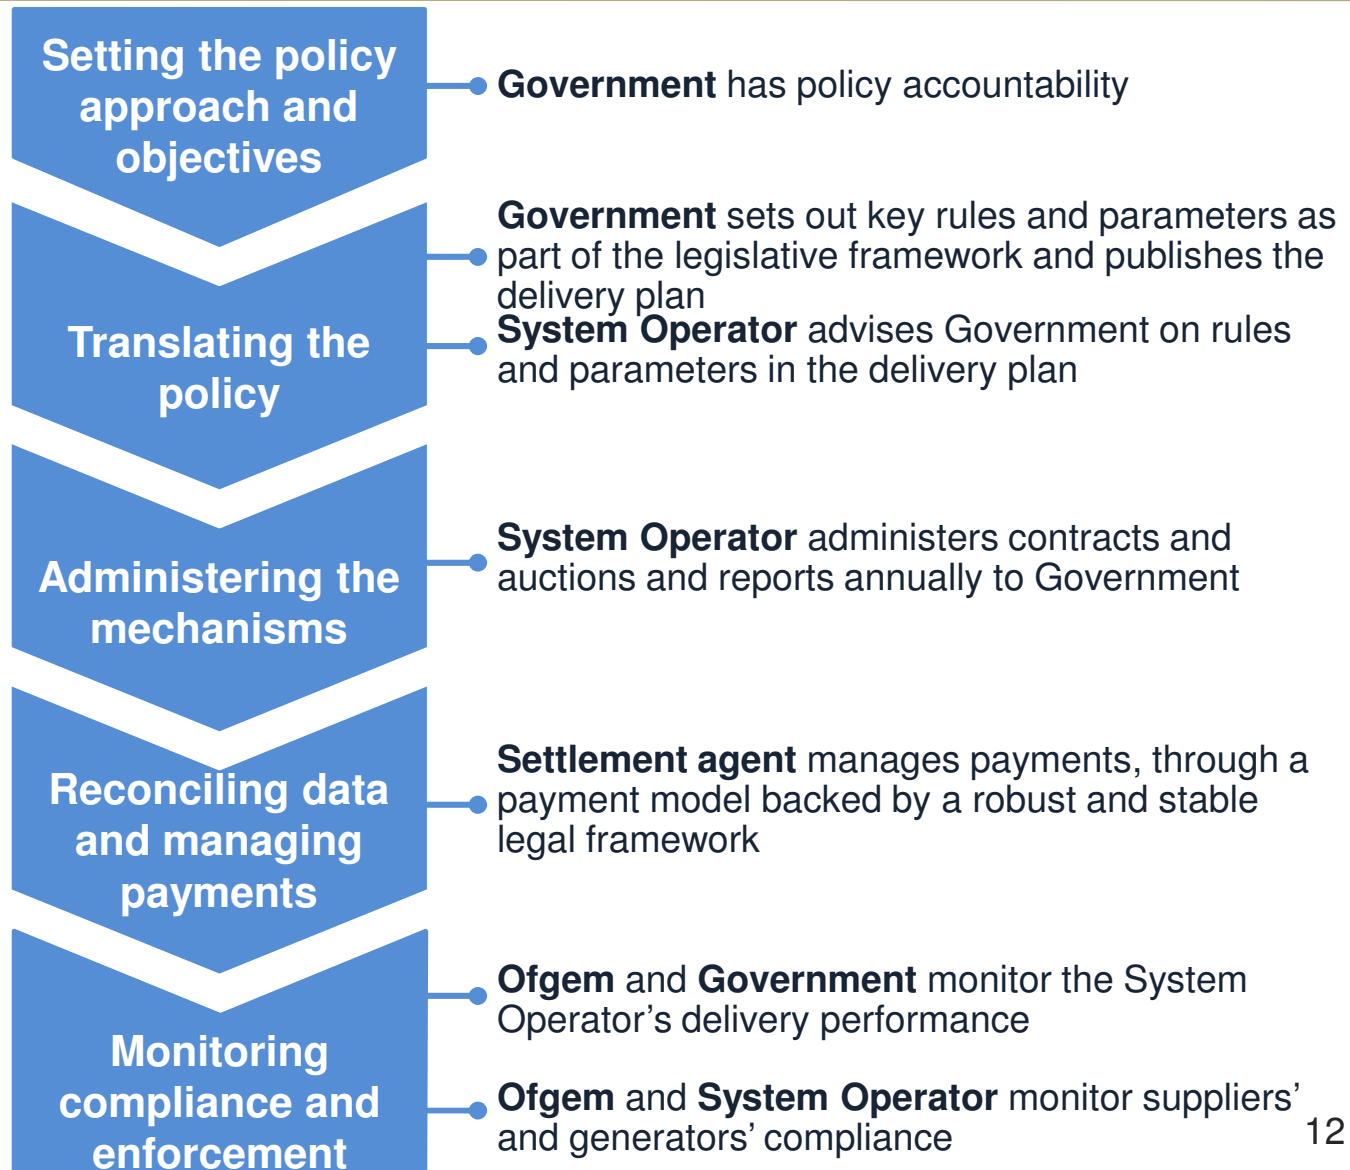 Setting the policy
approach and
objectives
Government has policy accountability
Translating the
policy
Government sets out key rules and parameters as
part of the legislative framework and publishes the
delivery plan
System Operator advises Government on rules
and parameters in the delivery plan
Administering the
mechanisms
System Operator administers contracts and
auctions and reports annually to Government
Reconciling data
and managing
payments
Settlement agent manages payments, through a
payment model backed by a robust and stable
legal framework
Monitoring
compliance and
enforcement
Ofgem and Government monitor the System
Operator’s delivery performance
Ofgem and System Operator monitor suppliers’
and generators’ compliance
12